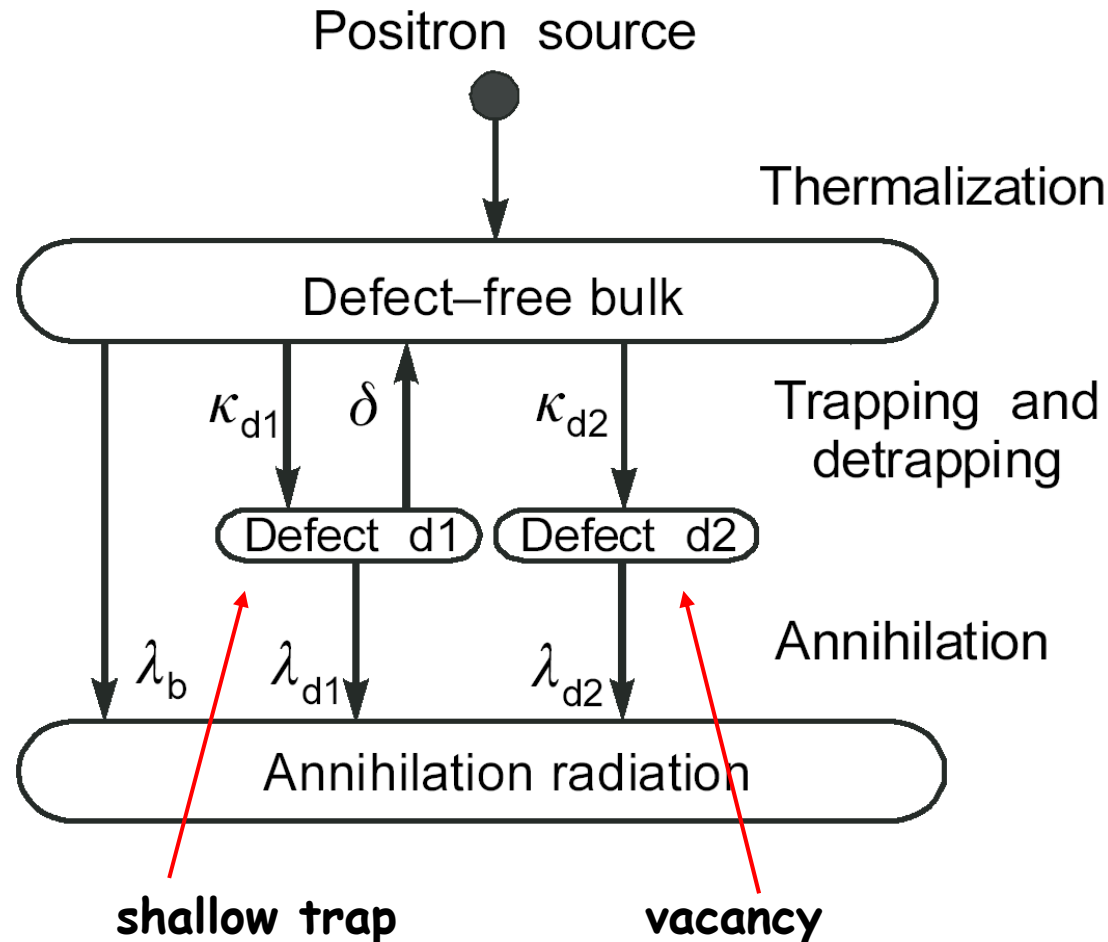 Positron source
Thermalization
Defect–free bulk
κd1
δ
κd2
Trapping and
detrapping
Defect d1
Defect d2
Annihilation
λb
λd1
λd2
Annihilation radiation
shallow trap
vacancy